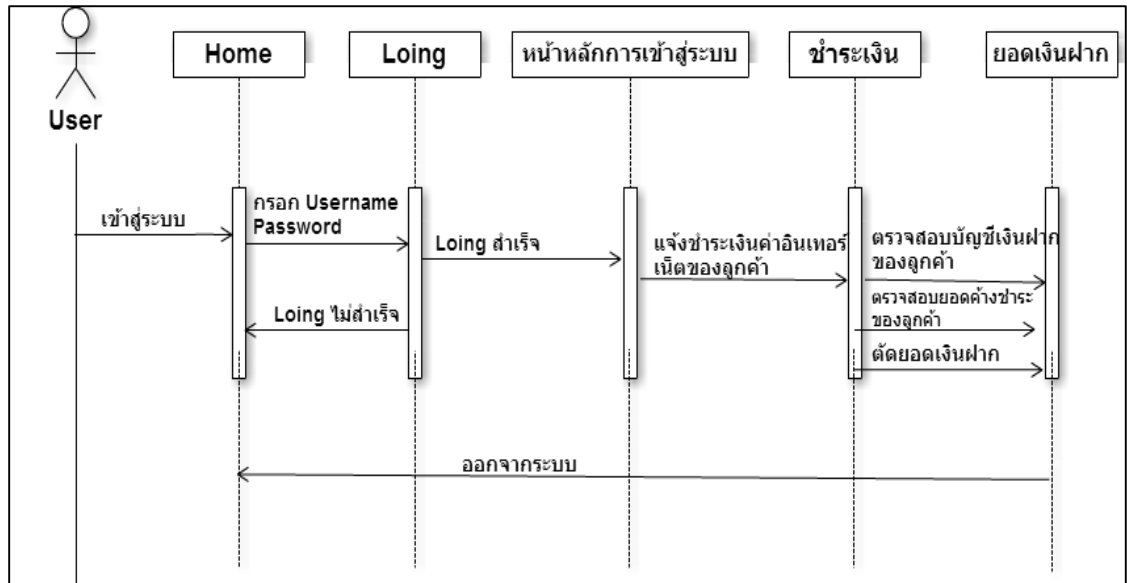 Home
Loing
หน้าหลักการเข้าสู่ระบบ
ชำระเงิน
ยอดเงินฝาก
User
เข้าสู่ระบบ
กรอก Username
Password
Loing สำเร็จ
แจ้งชำระเงินค่าอินเทอร์
เน็ตของลูกค้า
ตรวจสอบบัญชีเงินฝาก
ของลูกค้า
Loing ไม่สำเร็จ
ตรวจสอบยอดค้างชำระ
ของลูกค้า
ตัดยอดเงินฝาก
ออกจากระบบ